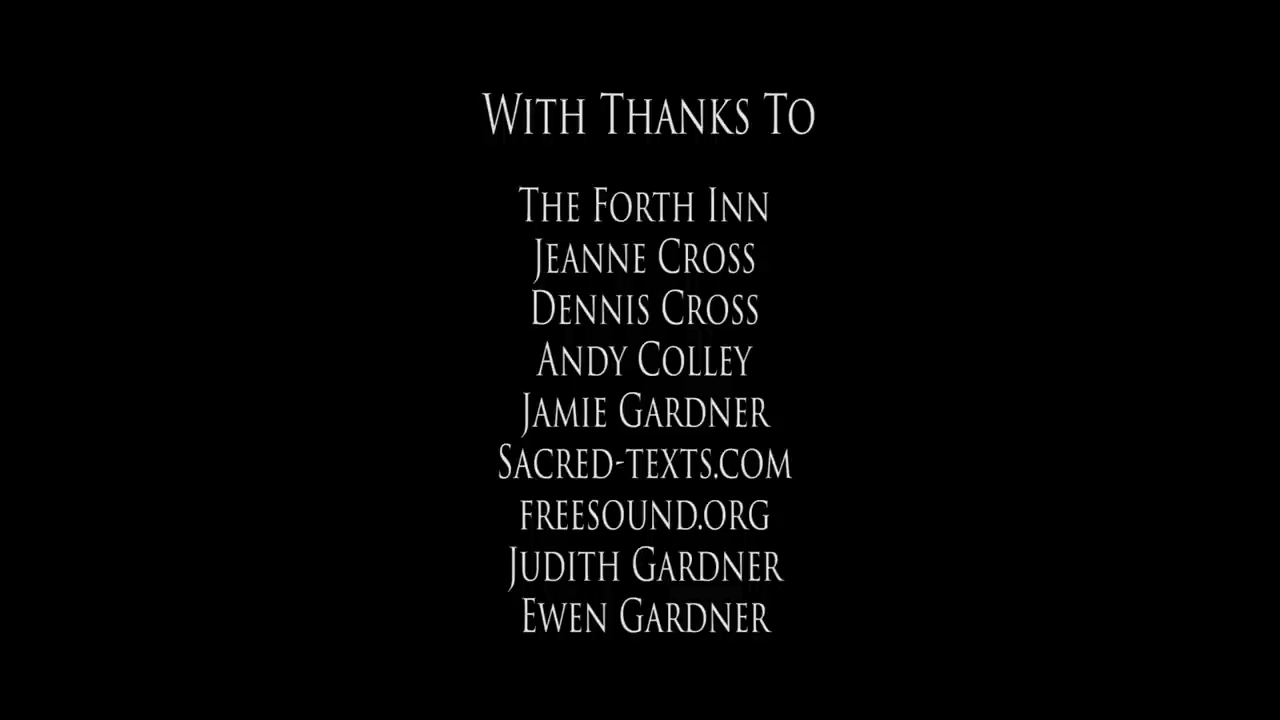 With Thanks To
The Forth Inn
Jeanne Cross
Dennis Cross
Andy Colley
Jamie Gardner
Sacred-texts.com
freesound.org
Judith Gardner
Ewen Gardner